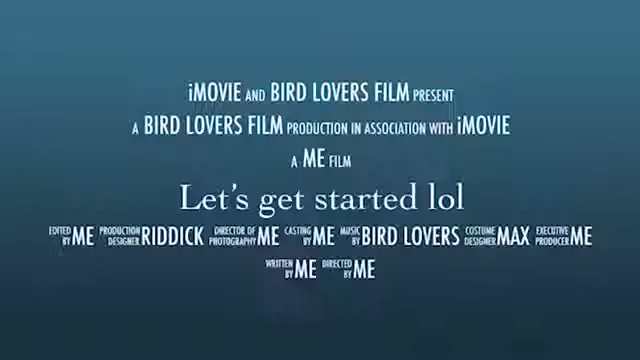 iMOVIE AND BIRD LOVERS FILM PRESENT
A BIRD LOVERS FILM PRODUCTION IN ASSOCIATION WITH iMOVIE
A ME FILM
Let's get started lol
EDITED BY ME PRODUCTION DESIGNER RIDDICK DIRECTOR OF PHOTOGRAPHY ME CASTING BY ME MUSIC BY BIRD LOVERS COSTUME DESIGNER MAX EXECUTIVE PRODUCER ME
WRITTEN BY ME DIRECTED BY ME